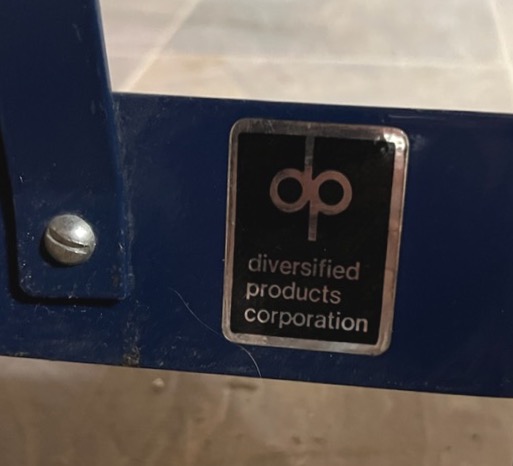 dp
diversified
products
corporation